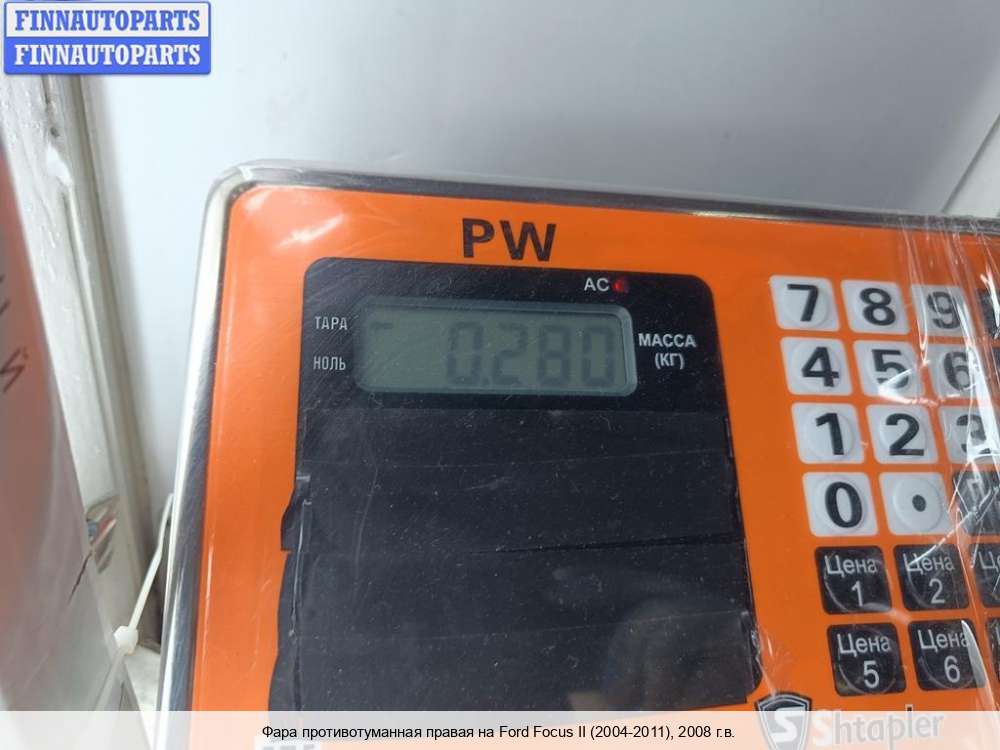 FINNAUTOPARTS
FINNAUTOPARTS
PW
AC
ТАРА
НОЛЬ
0.280
МАССА
(КГ)
7 8 9
4 5 6
1 2 3
0 •
Цена 1 Цена 2
Цена 5 Цена 6
Shtapler
Фара противотуманная правая на Ford Focus II (2004-2011), 2008 г.в.